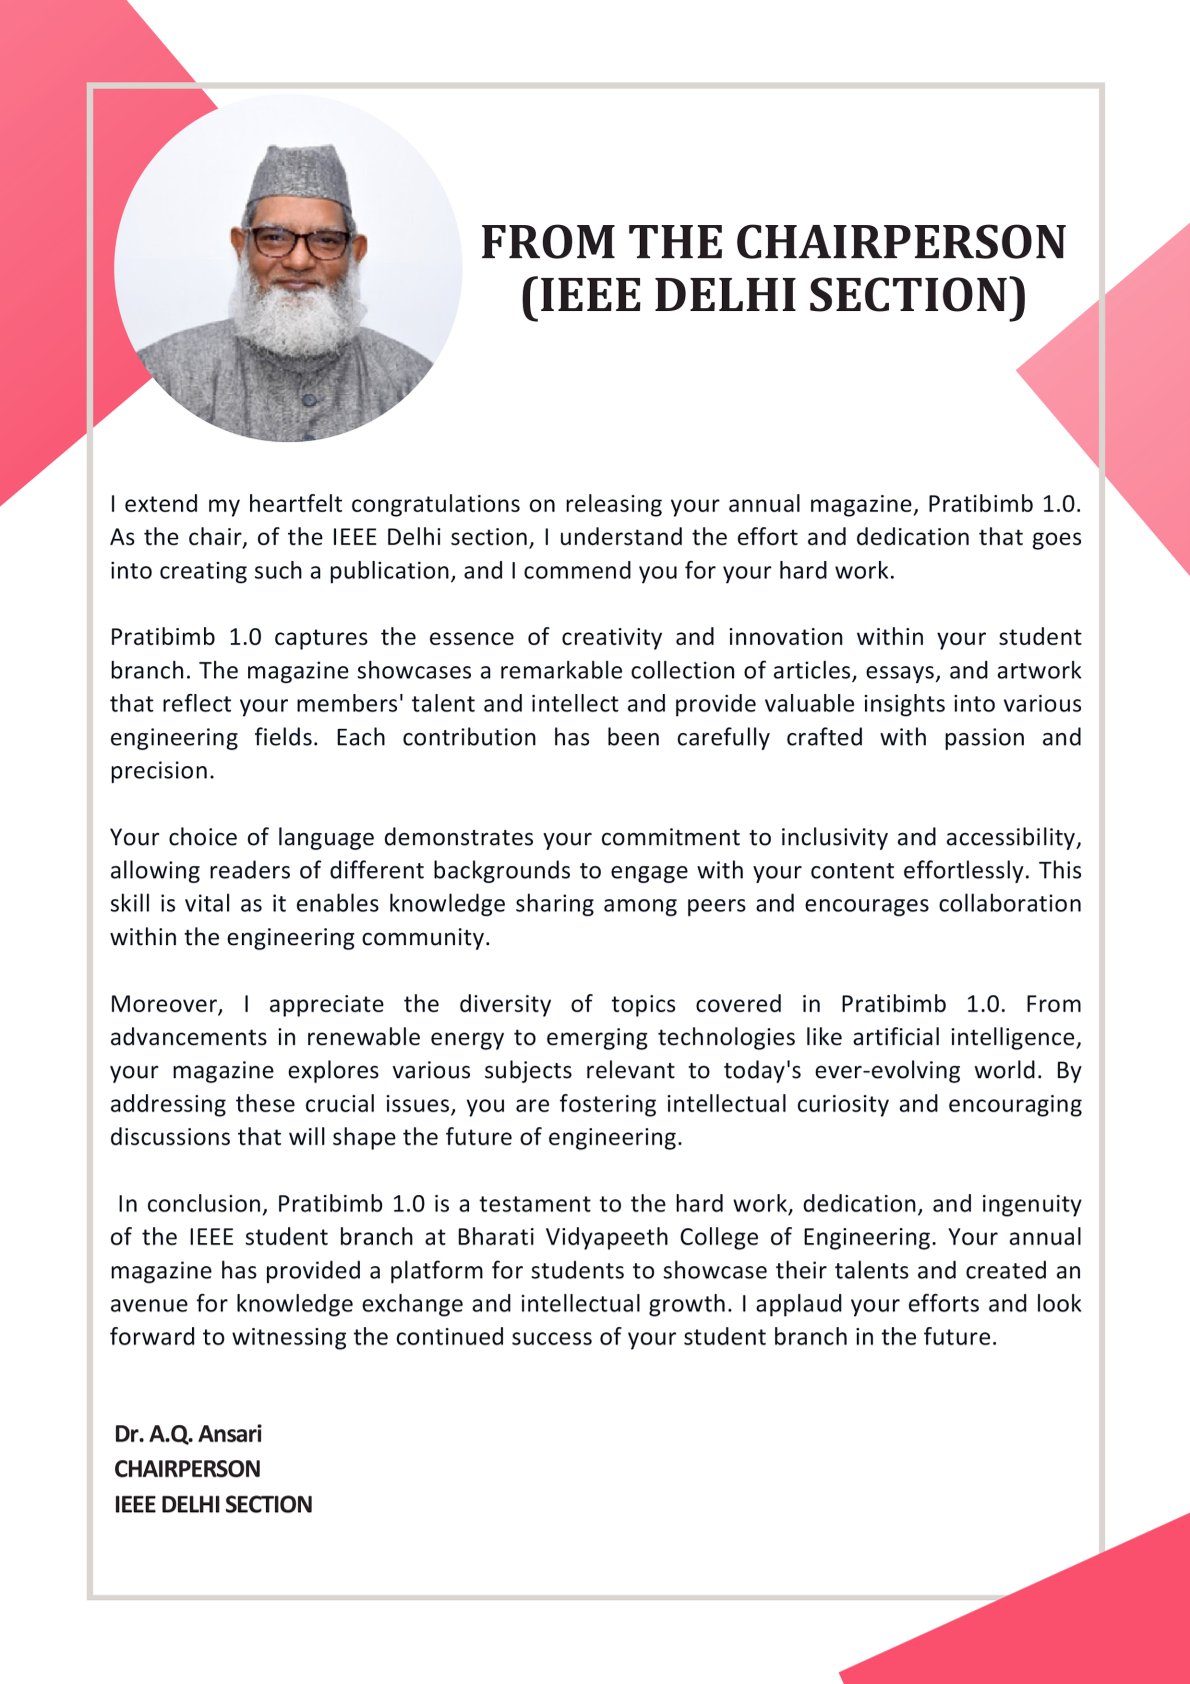 FROM THE CHAIRPERSON
(IEEE DELHI SECTION)
I extend my heartfelt congratulations on releasing your annual magazine, Pratibimb 1.0.
As the chair, of the IEEE Delhi section, I understand the effort and dedication that goes
into creating such a publication, and I commend you for your hard work.
Pratibimb 1.0 captures the essence of creativity and innovation within your student
branch. The magazine showcases a remarkable collection of articles, essays, and artwork
that reflect your members' talent and intellect and provide valuable insights into various
engineering fields. Each contribution has been carefully crafted with passion and
precision.
Your choice of language demonstrates your commitment to inclusivity and accessibility,
allowing readers of different backgrounds to engage with your content effortlessly. This
skill is vital as it enables knowledge sharing among peers and encourages collaboration
within the engineering community.
Moreover, I appreciate the diversity of topics covered in Pratibimb 1.0. From
advancements in renewable energy to emerging technologies like artificial intelligence,
your magazine explores various subjects relevant to today's ever-evolving world. By
addressing these crucial issues, you are fostering intellectual curiosity and encouraging
discussions that will shape the future of engineering.
In conclusion, Pratibimb 1.0 is a testament to the hard work, dedication, and ingenuity
of the IEEE student branch at Bharati Vidyapeeth College of Engineering. Your annual
magazine has provided a platform for students to showcase their talents and created an
avenue for knowledge exchange and intellectual growth. I applaud your efforts and look
forward to witnessing the continued success of your student branch in the future.
Dr. A.Q. Ansari
CHAIRPERSON
IEEE DELHI SECTION